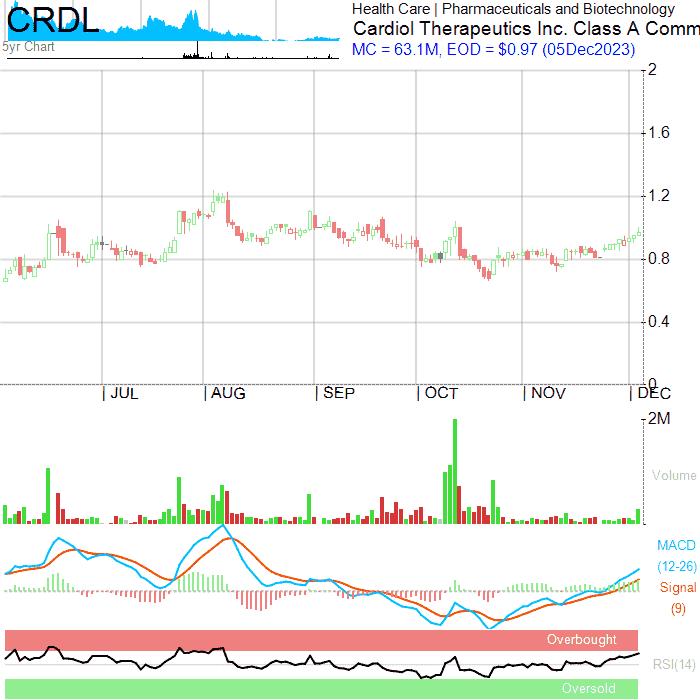 CRDL
5yr Chart
Health Care | Pharmaceuticals and Biotechnology
Cardiol Therapeutics Inc. Class A Comm
MC = 63.1M, EOD = $0.97 (05Dec2023)
2
1.6
1.2
0.8
0.4
0
| JUL | AUG | SEP | OCT | NOV | DEC
2M
Volume
MACD
(12-26)
Signal
(9)
Overbought
RSI(14)
Oversold